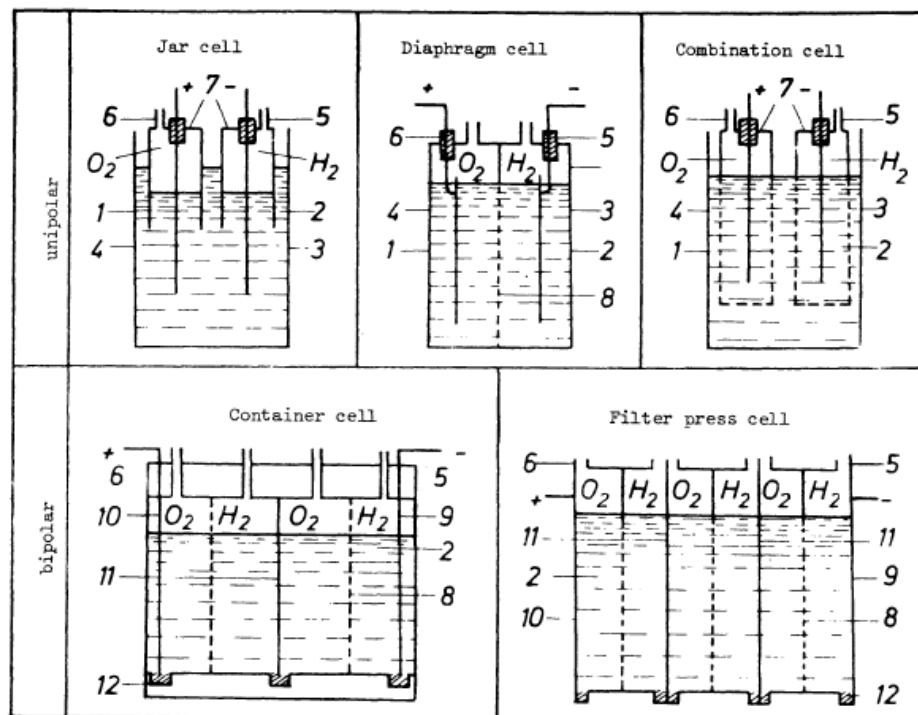 Jar cell
+ 7 -
6 5
O2 H2
1 2
4 3
Diaphragm cell
+ -
6 5
O2 H2
4 3
1 2
8
Combination cell
+ 7 -
6 5
O2 H2
4 3
1 2
unipolar
Container cell
+ -
6 5
10 O2 H2 O2 H2 9
2
11 8
12
Filter press cell
6 5
+ O2 H2 O2 H2 O2 H2 -
11 11
2 9
10 8
12
bipolar